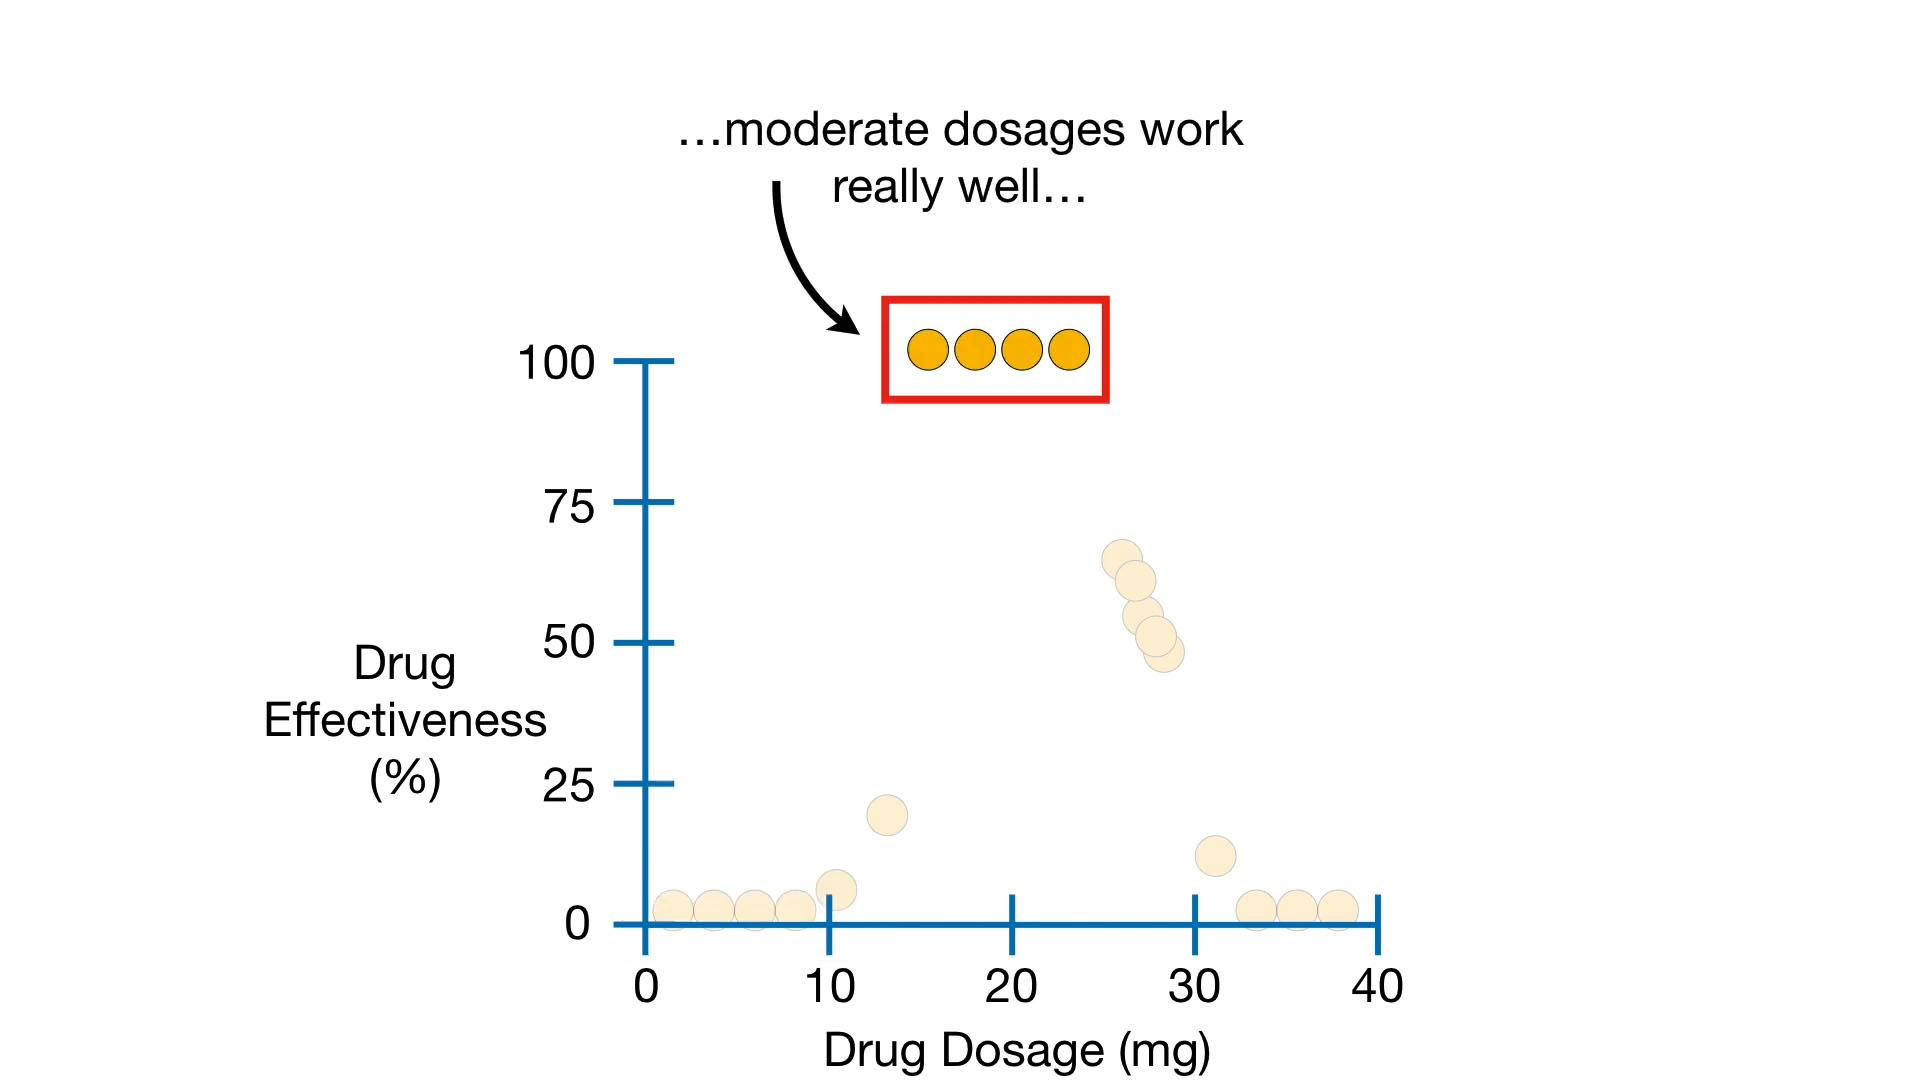 …moderate dosages work
really well…
100
75
50
25
0
Drug
Effectiveness
(%)
0 10 20 30 40
Drug Dosage (mg)